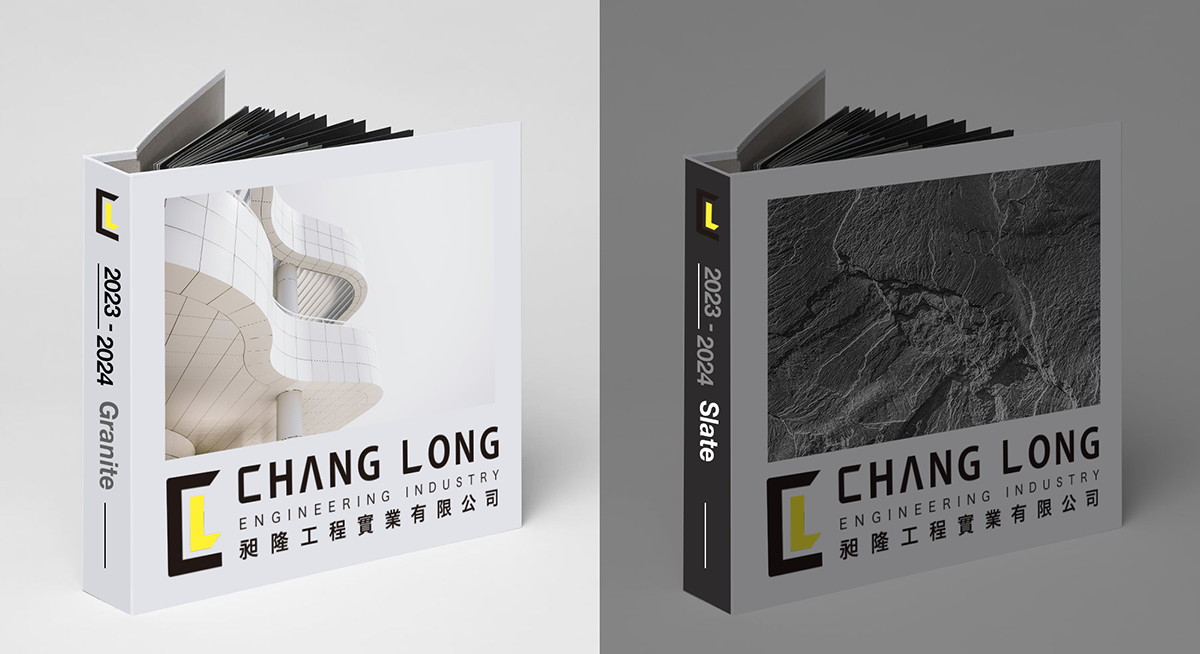 2023 - 2024 Granite
CHANG LONG
ENGINEERING INDUSTRY
昶隆工程實業有限公司
2023 - 2024 Slate
CHANG LONG
ENGINEERING INDUSTRY
昶隆工程實業有限公司